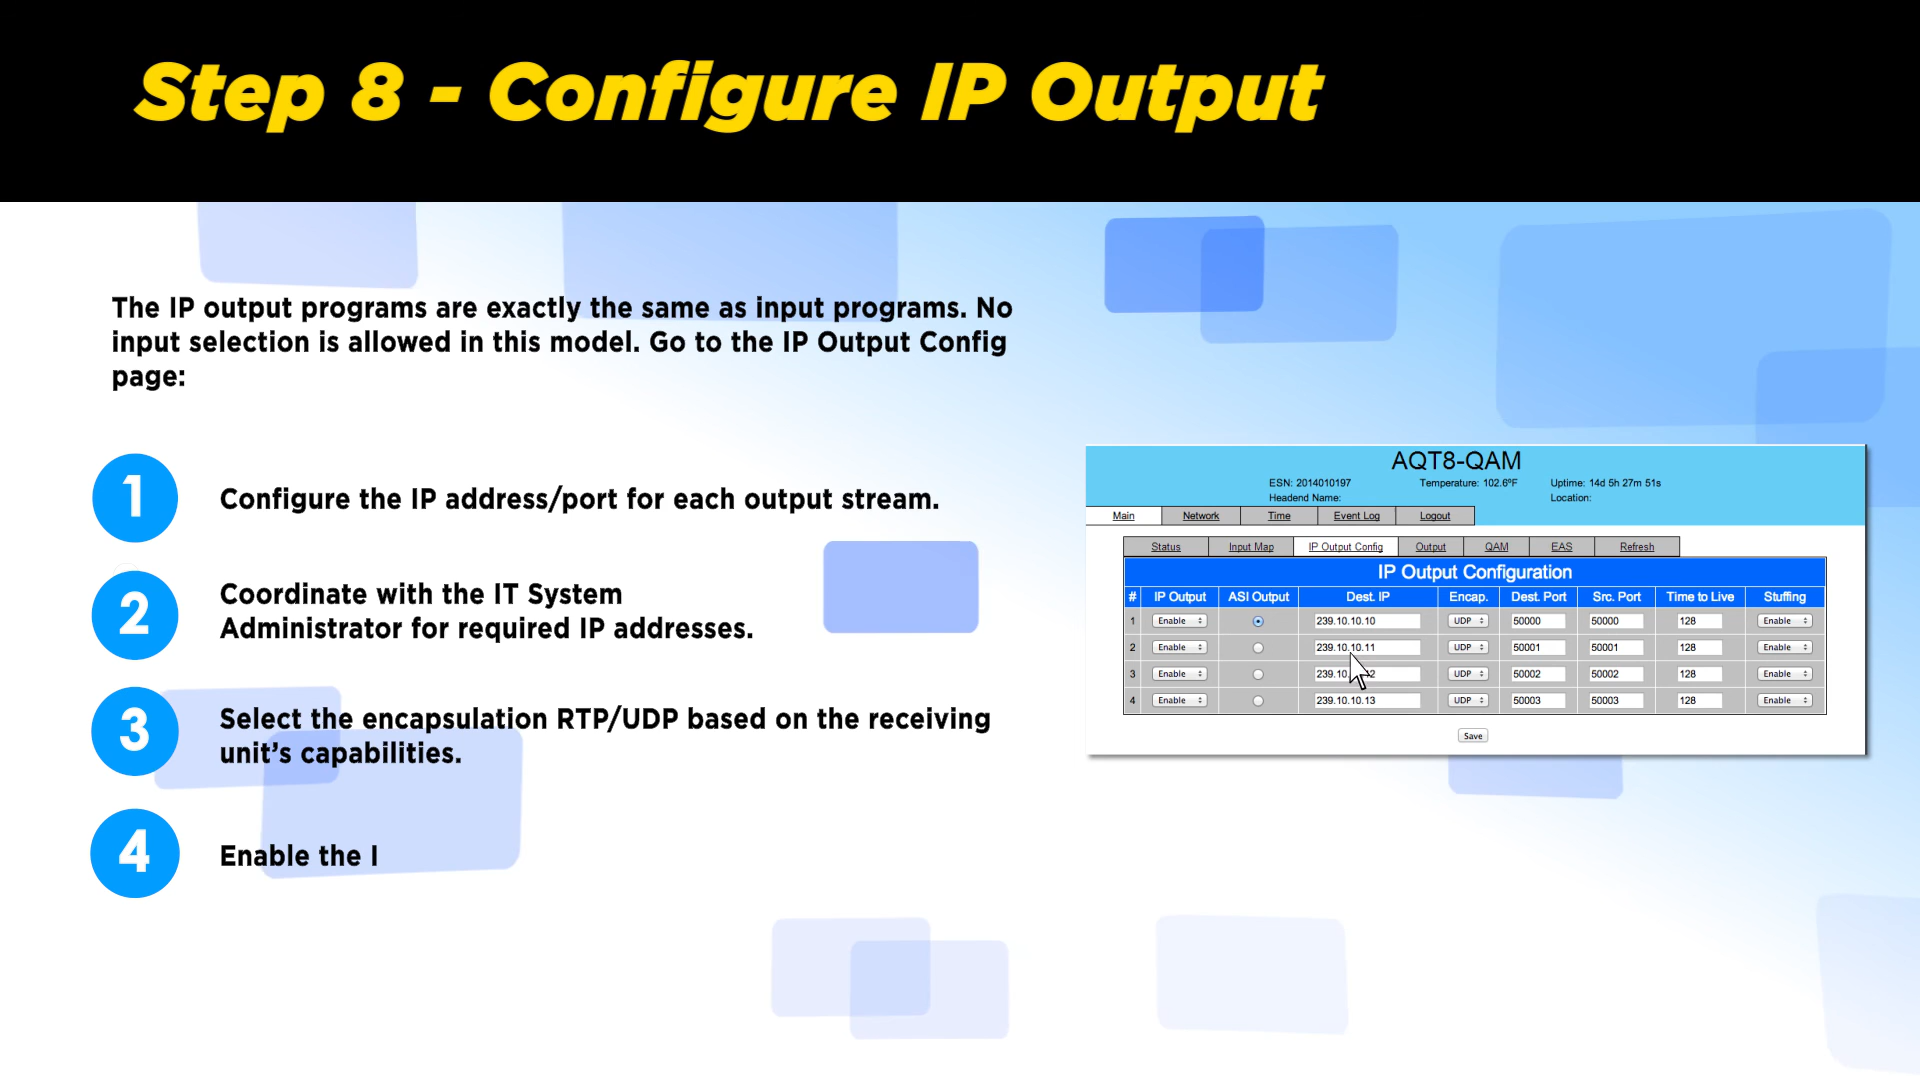 Step 8 - Configure IP Output
The IP output programs are exactly the same as input programs. No
input selection is allowed in this model. Go to the IP Output Config
page:
1 Configure the IP address/port for each output stream.
2 Coordinate with the IT System
Administrator for required IP addresses.
3 Select the encapsulation RTP/UDP based on the receiving
unit's capabilities.
4 Enable the I
AQT8-QAM
ESN: 2014010197 Temperature: 102.6ºF Uptime: 14d 5h 27m 51s
Headend Name: Location:
Main Network Time Event Log Logout
Status Input Map IP Output Config Output QAM EAS Refresh
IP Output Configuration
# IP Output ASI Output Dest. IP Encap. Dest. Port Src. Port Time to Live Stuffing
1 Enable 239.10.10.10 UDP 50000 50000 128 Enable
2 Enable 239.10.10.11 UDP 50001 50001 128 Enable
3 Enable UDP 50002 50002 128 Enable
4 Enable 239.10.10.13 UDP 50003 50003 128 Enable
Save